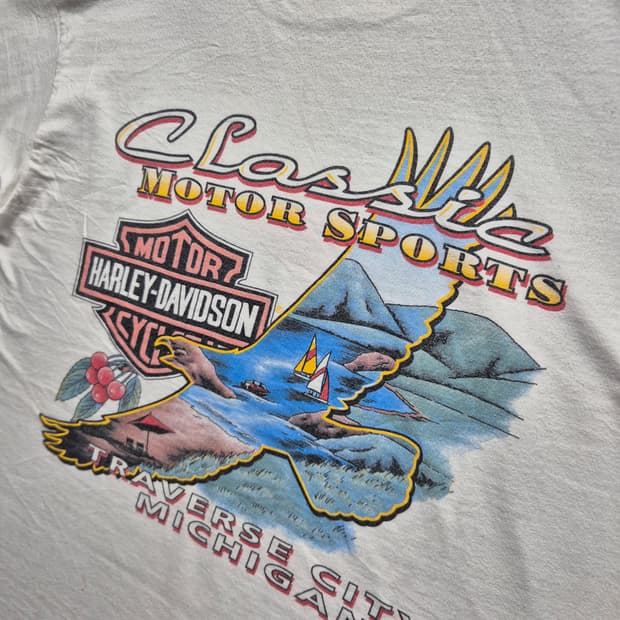 Classic
MOTOR SPORTS
MOTOR
HARLEY-DAVIDSON
CYCLES
TRAVERSE CITY
MICHIGAN